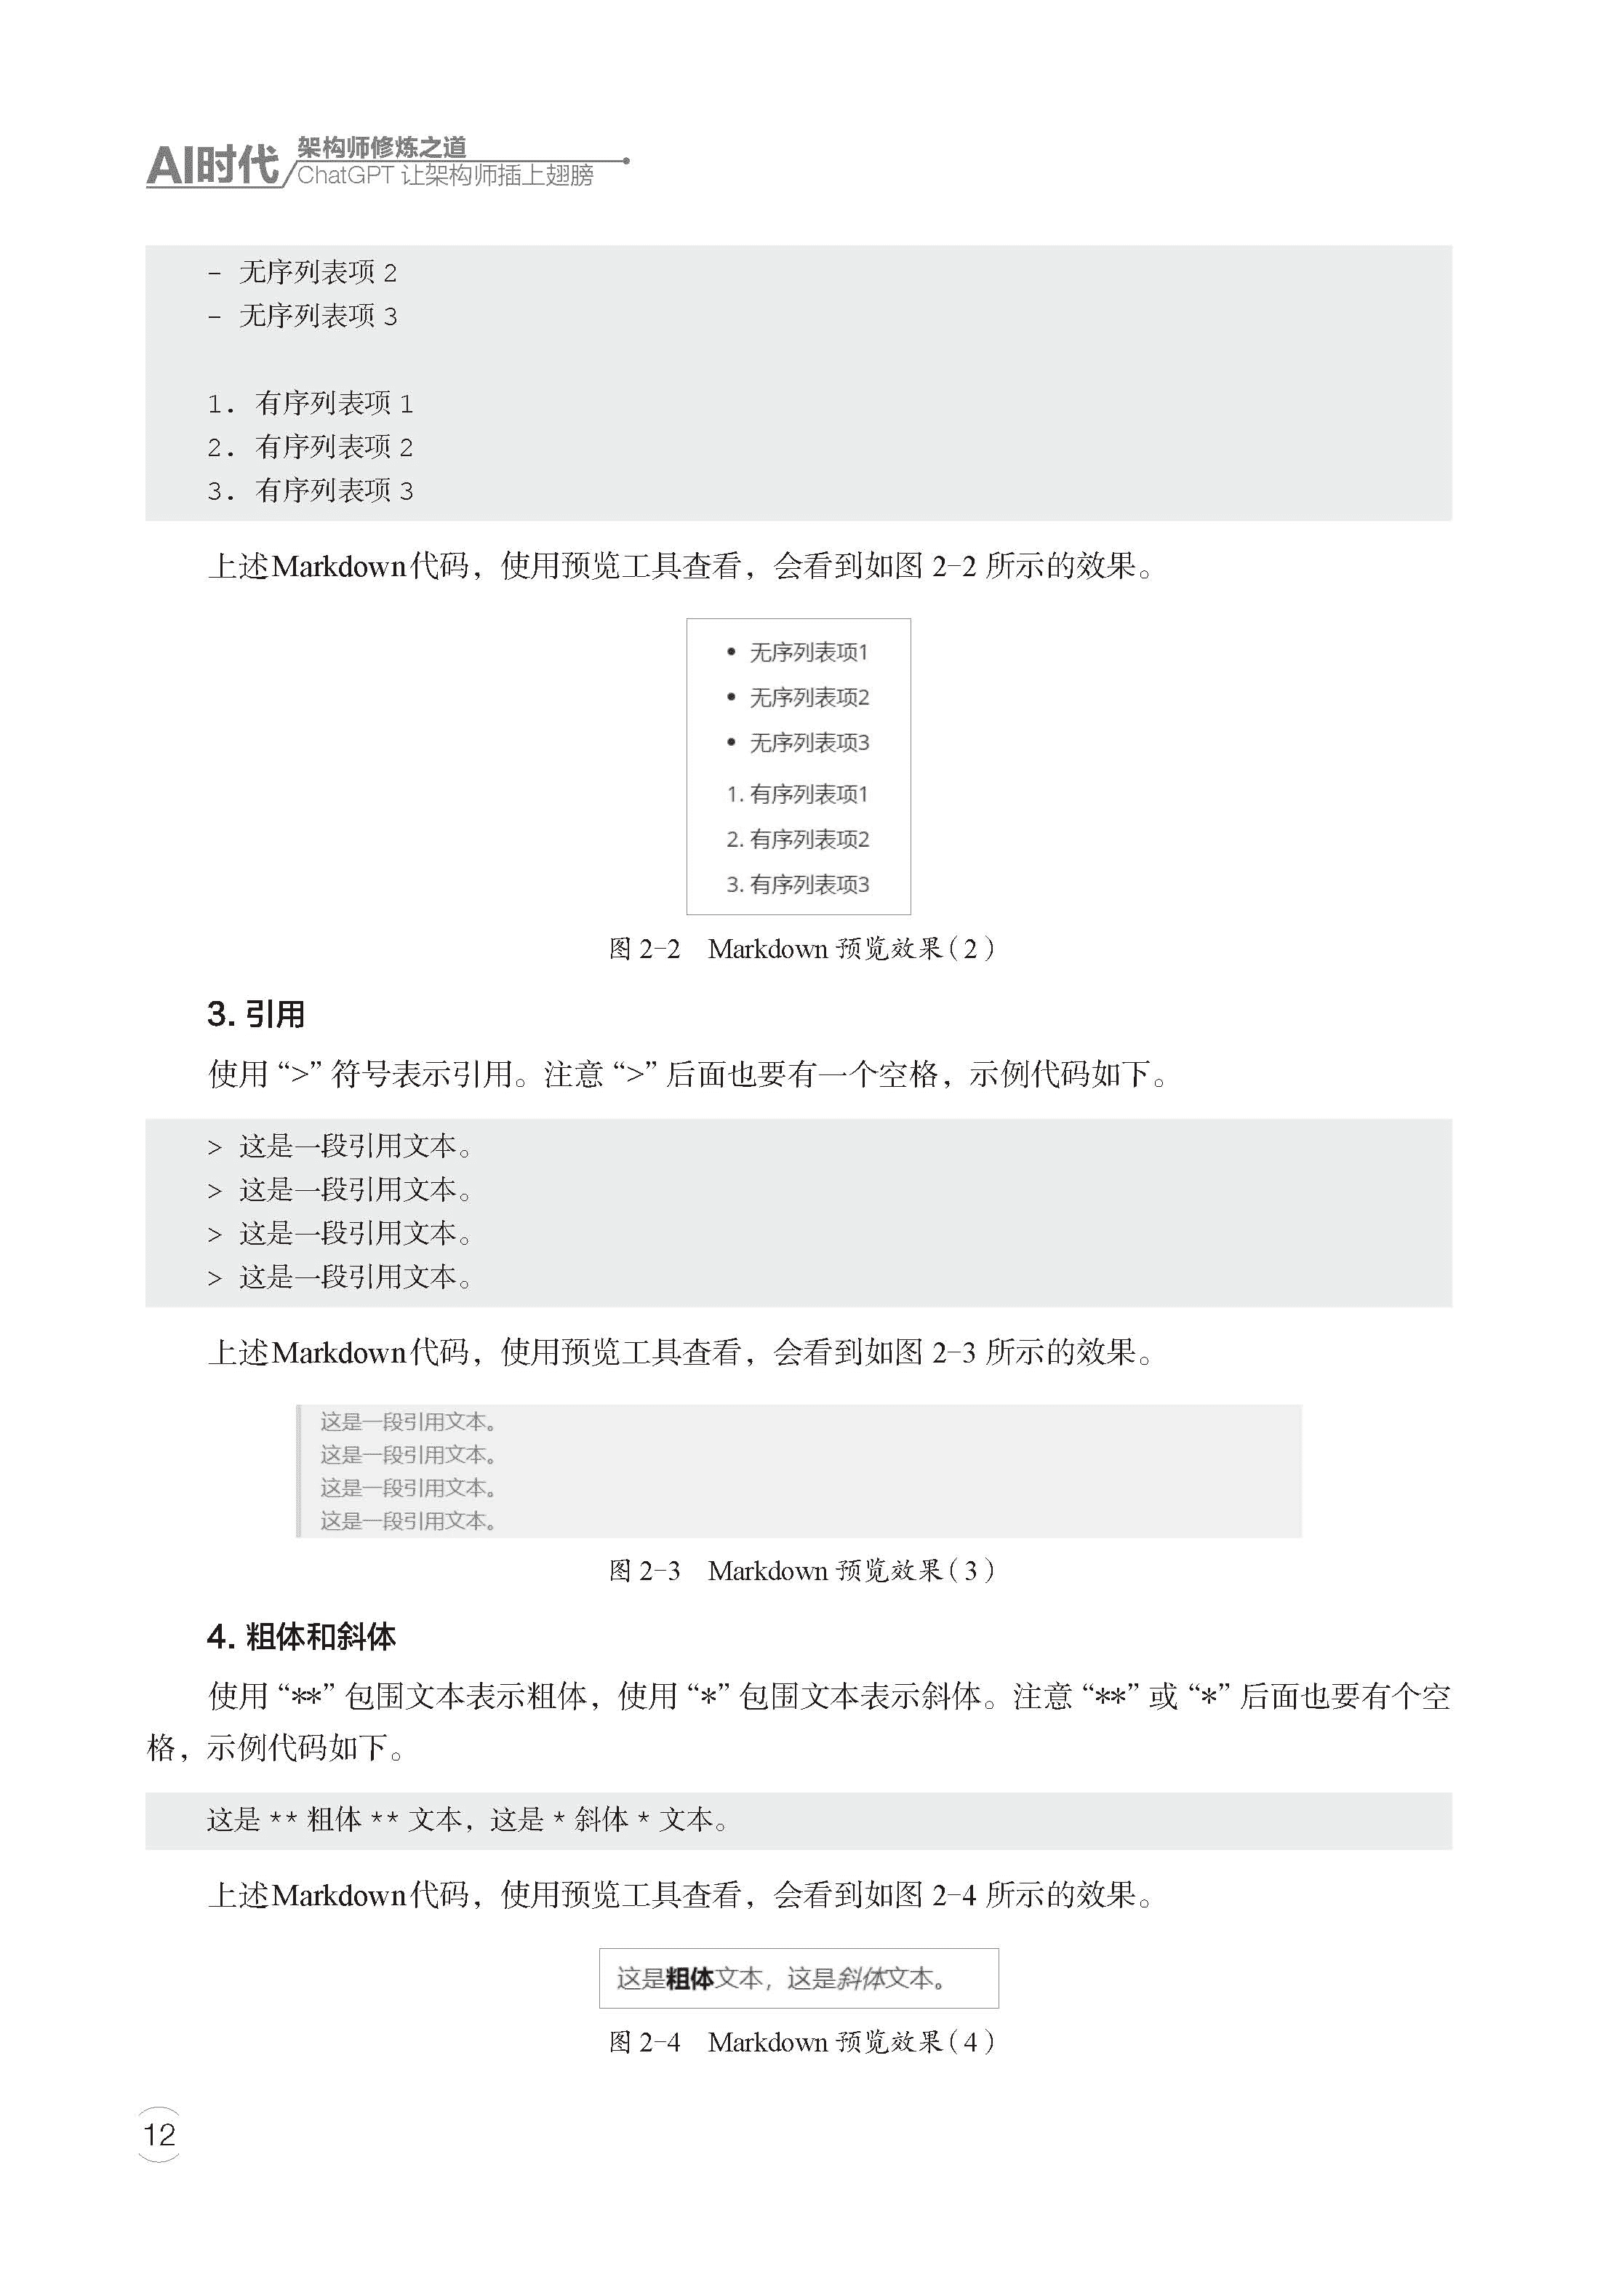 AI时代 架构师修炼之道
ChatGPT 让架构师插上翅膀
- 无序列表项 2
- 无序列表项 3
1. 有序列表项 1
2. 有序列表项 2
3. 有序列表项 3
上述Markdown代码，使用预览工具查看，会看到如图 2-2 所示的效果。
• 无序列表项1
• 无序列表项2
• 无序列表项3
1. 有序列表项1
2. 有序列表项2
3. 有序列表项3
图 2-2　Markdown 预览效果（2）
3. 引用
使用“>”符号表示引用。注意“>”后面也要有一个空格，示例代码如下。
> 这是一段引用文本。
> 这是一段引用文本。
> 这是一段引用文本。
> 这是一段引用文本。
上述Markdown代码，使用预览工具查看，会看到如图 2-3 所示的效果。
这是一段引用文本。
这是一段引用文本。
这是一段引用文本。
这是一段引用文本。
图 2-3　Markdown 预览效果（3）
4. 粗体和斜体
使用“**”包围文本表示粗体，使用“*”包围文本表示斜体。注意“**”或“*”后面也要有个空
格，示例代码如下。
这是 ** 粗体 ** 文本，这是 * 斜体 * 文本。
上述Markdown代码，使用预览工具查看，会看到如图 2-4 所示的效果。
这是粗体文本，这是斜体文本。
图 2-4　Markdown 预览效果（4）
12